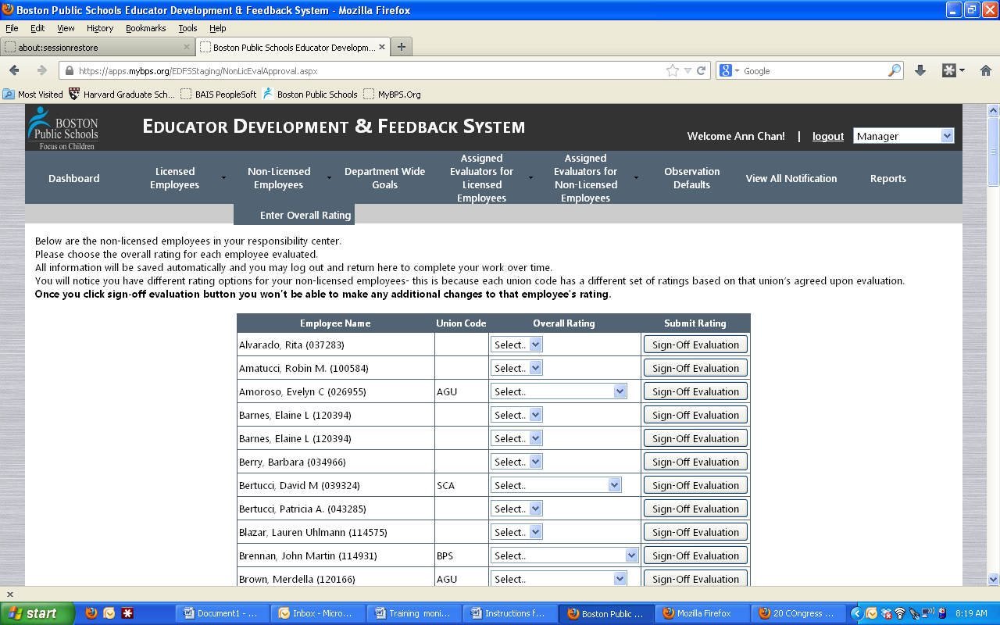 Boston Public Schools Educator Development & Feedback System - Mozilla Firefox
File Edit View History Bookmarks Tools Help
about:sessionrestore
Boston Public Schools Educator Developm...
https://apps.mybps.org/EDFSStaging/NonLicEvalApproval.aspx
Google
Most Visited Harvard Graduate Sch... BAIS PeopleSoft Boston Public Schools MyBPS.Org
BOSTON
Public Schools
Focus on Children
EDUCATOR DEVELOPMENT & FEEDBACK SYSTEM
Welcome Ann Chan! | logout Manager
Dashboard
Licensed
Employees
Non-Licensed
Employees
Department Wide
Goals
Assigned
Evaluators for
Licensed
Employees
Assigned
Evaluators for
Non-Licensed
Employees
Observation
Defaults
View All Notification
Reports
Enter Overall Rating
Below are the non-licensed employees in your responsibility center.
Please choose the overall rating for each employee evaluated.
All information will be saved automatically and you may log out and return here to complete your work over time.
You will notice you have different rating options for your non-licensed employees- this is because each union code has a different set of ratings based on that union's agreed upon evaluation.
Once you click sign-off evaluation button you won't be able to make any additional changes to that employee's rating.
Employee Name Union Code Overall Rating Submit Rating
Alvarado, Rita (037283) Select.. Sign-Off Evaluation
Amatucci, Robin M. (100584) Select.. Sign-Off Evaluation
Amoroso, Evelyn C (026955) AGU Select.. Sign-Off Evaluation
Barnes, Elaine L (120394) Select.. Sign-Off Evaluation
Barnes, Elaine L (120394) Select.. Sign-Off Evaluation
Berry, Barbara (034966) Select.. Sign-Off Evaluation
Bertucci, David M (039324) SCA Select.. Sign-Off Evaluation
Bertucci, Patricia A. (043285) Select.. Sign-Off Evaluation
Blazar, Lauren Uhlmann (114575) Select.. Sign-Off Evaluation
Brennan, John Martin (114931) BPS Select.. Sign-Off Evaluation
Brown, Merdella (120166) AGU Select.. Sign-Off Evaluation
start Document1 - ... Inbox - Micro... Training moni... Instructions f... Boston Public ... Mozilla Firefox 20 COngress ... 8:19 AM